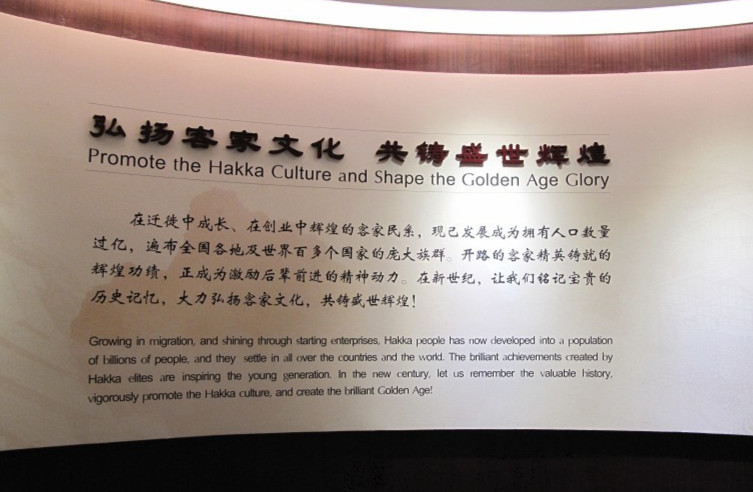 弘扬客家文化 共铸盛世辉煌
Promote the Hakka Culture and Shape the Golden Age Glory
在迁徙中成长、在创业中辉煌的客家民系，现已发展成为拥有人口数量
过亿，遍布全国各地及世界百多个国家的庞大族群。开路的客家精英铸就的
辉煌功绩，正成为激励后辈前进的精神动力。在新世纪，让我们铭记宝贵的
历史记忆，大力弘扬客家文化，共铸盛世辉煌！
Growing in migration, and shining through starting enterprises, Hakka people has now developed into a population
of billions of people, and they settle in all over the countries and the world. The briliant achievements created by
Hakka elites are inspiring the young generation. In the new century, let us remember the valuable history,
vigorously promote the Hakka culture, and create the brilliant Golden Age!